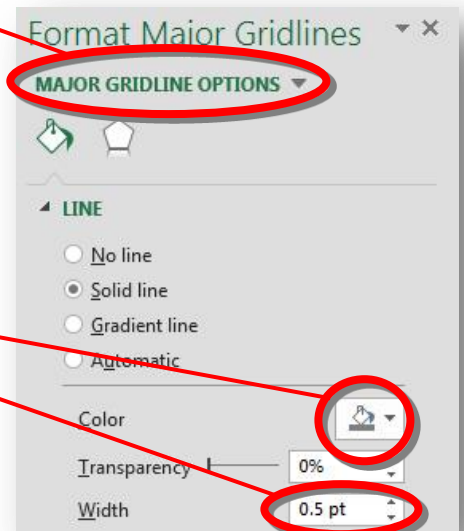 Format Major Gridlines
MAJOR GRIDLINE OPTIONS
LINE
No line
Solid line
Gradient line
Automatic
Color
Transparency 0%
Width 0.5 pt